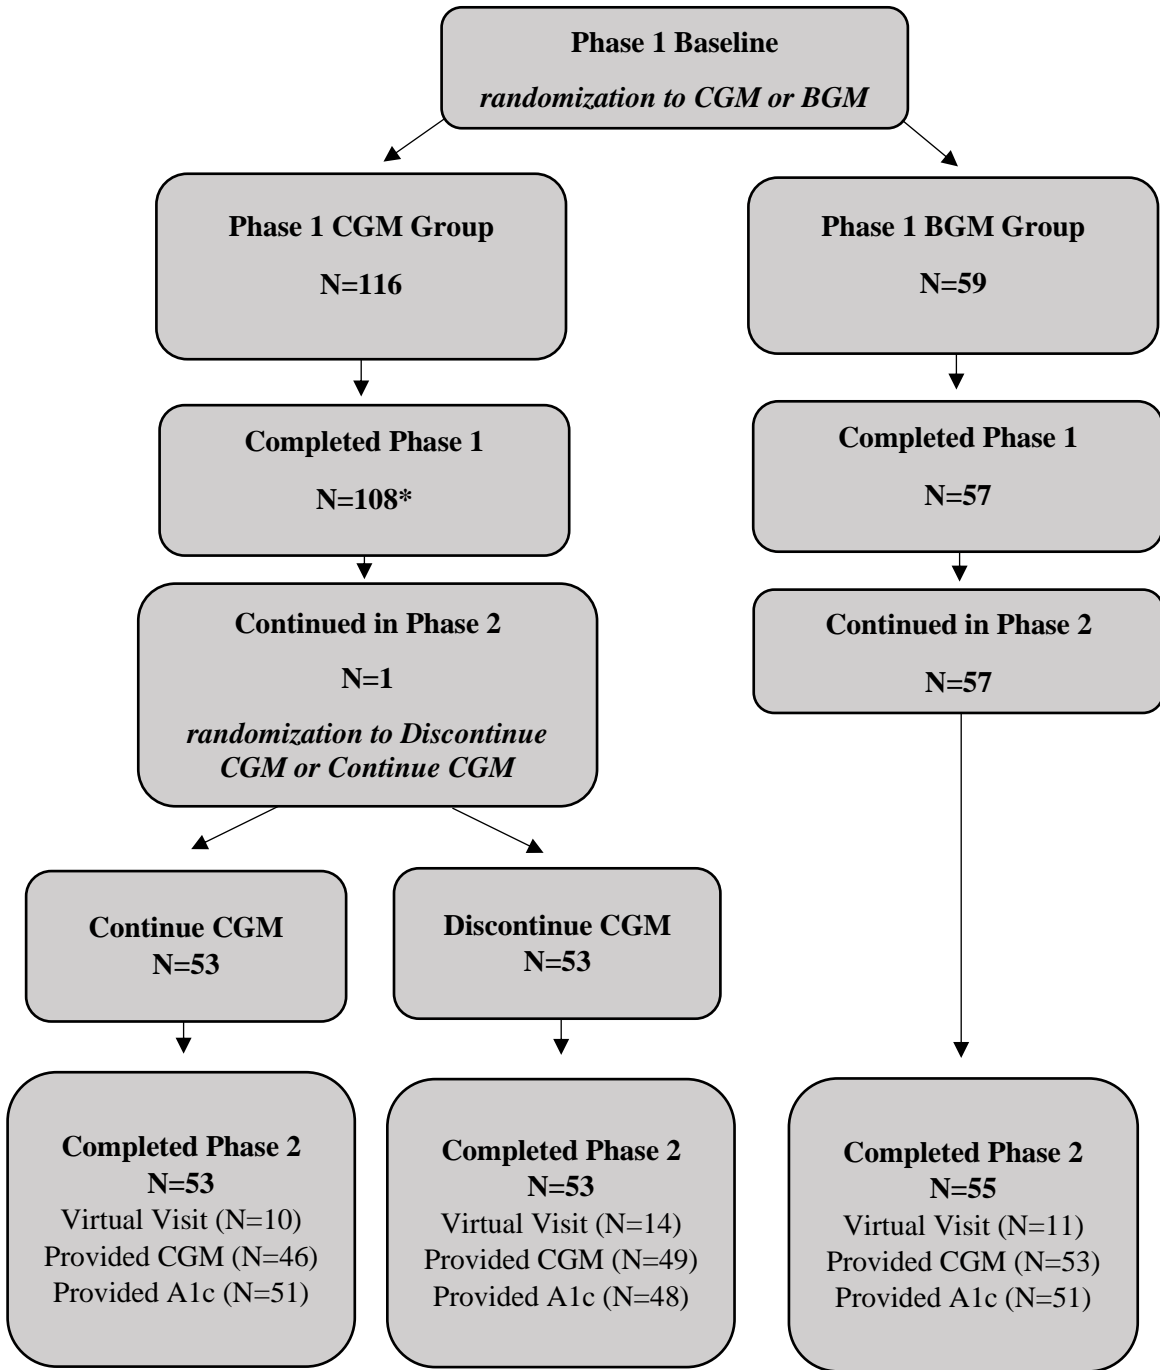 Phase 1 Baseline
randomization to CGM or BGM
Phase 1 CGM Group
N=116
Phase 1 BGM Group
N=59
Completed Phase 1
N=108*
Completed Phase 1
N=57
Continued in Phase 2
N=1
randomization to Discontinue
CGM or Continue CGM
Continued in Phase 2
N=57
Continue CGM
N=53
Discontinue CGM
N=53
Completed Phase 2
N=53
Virtual Visit (N=10)
Provided CGM (N=46)
Provided A1c (N=51)
Completed Phase 2
N=53
Virtual Visit (N=14)
Provided CGM (N=49)
Provided A1c (N=48)
Completed Phase 2
N=55
Virtual Visit (N=11)
Provided CGM (N=53)
Provided A1c (N=51)